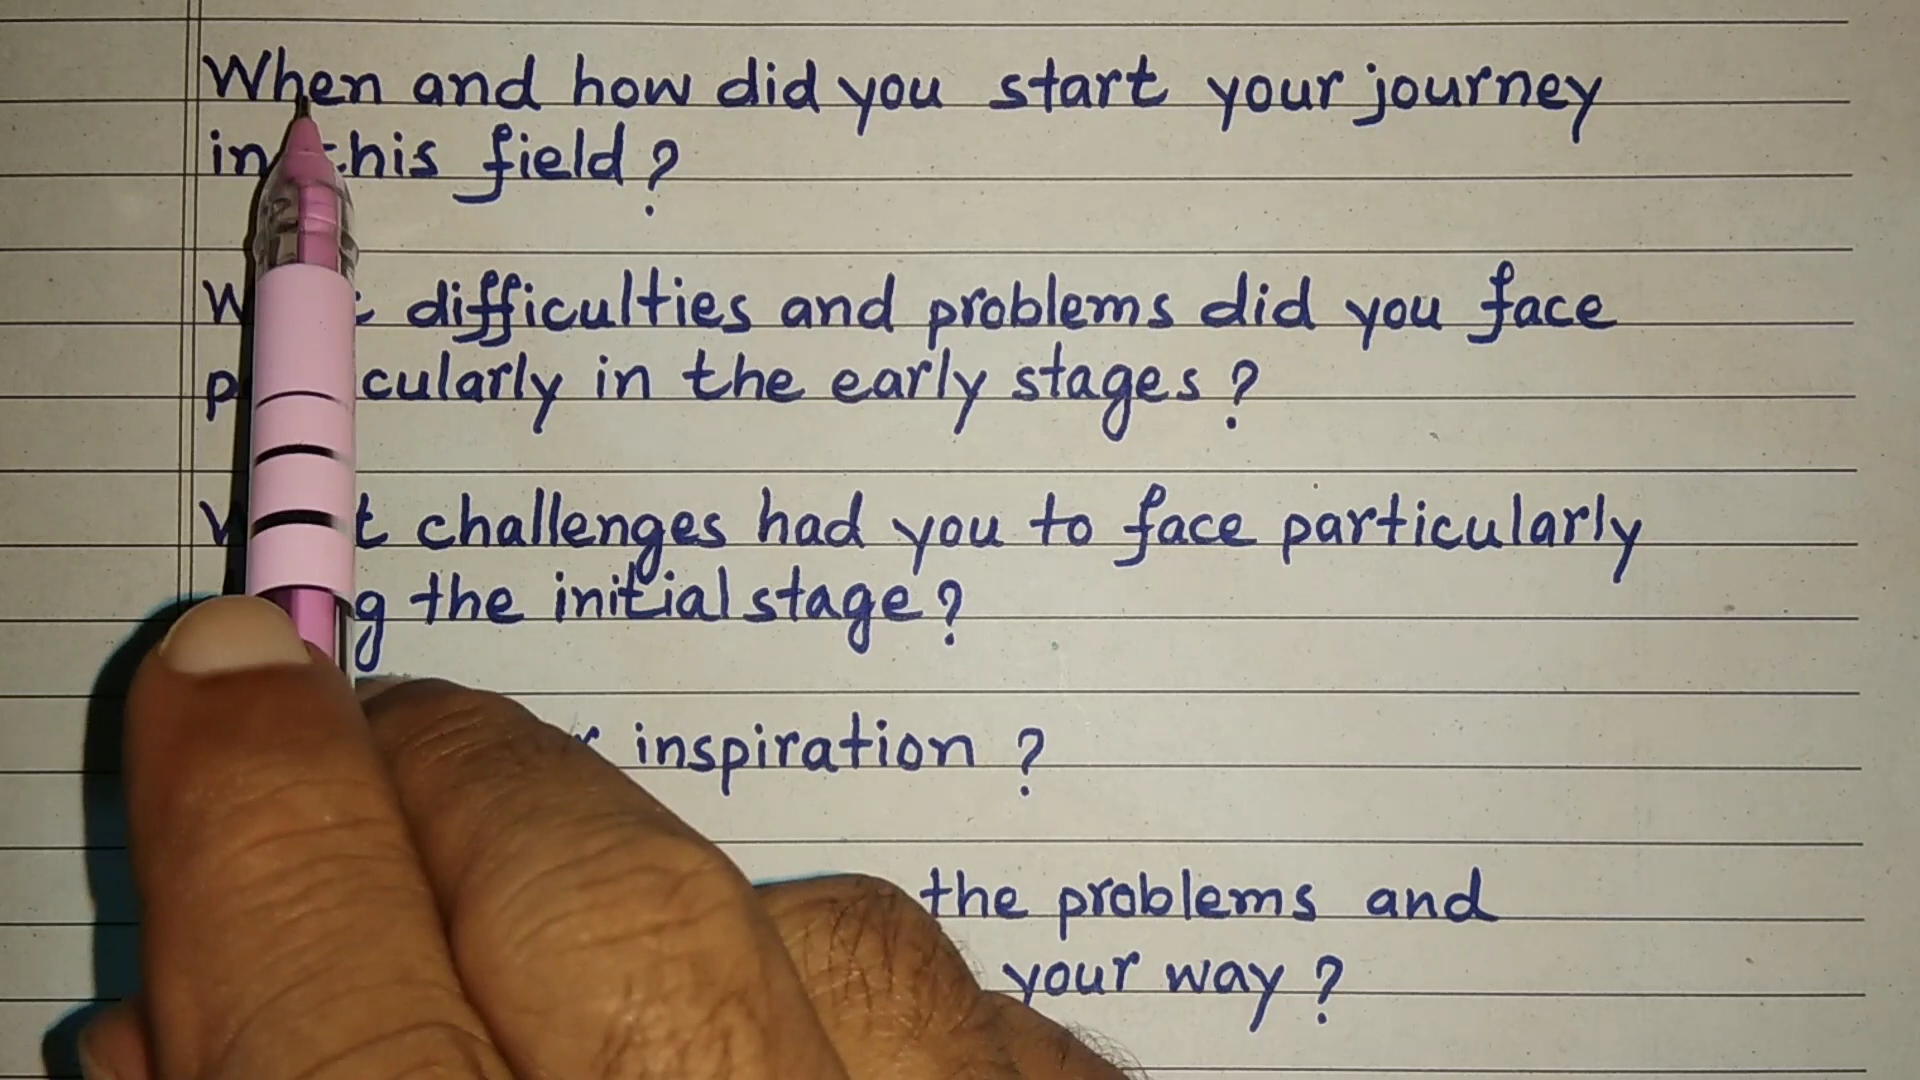 When and how did you start your journey
in this field?
difficulties and problems did you face
in the early stages?
challenges had you to face particularly
the initial stage?
inspiration?
the problems and
your way?